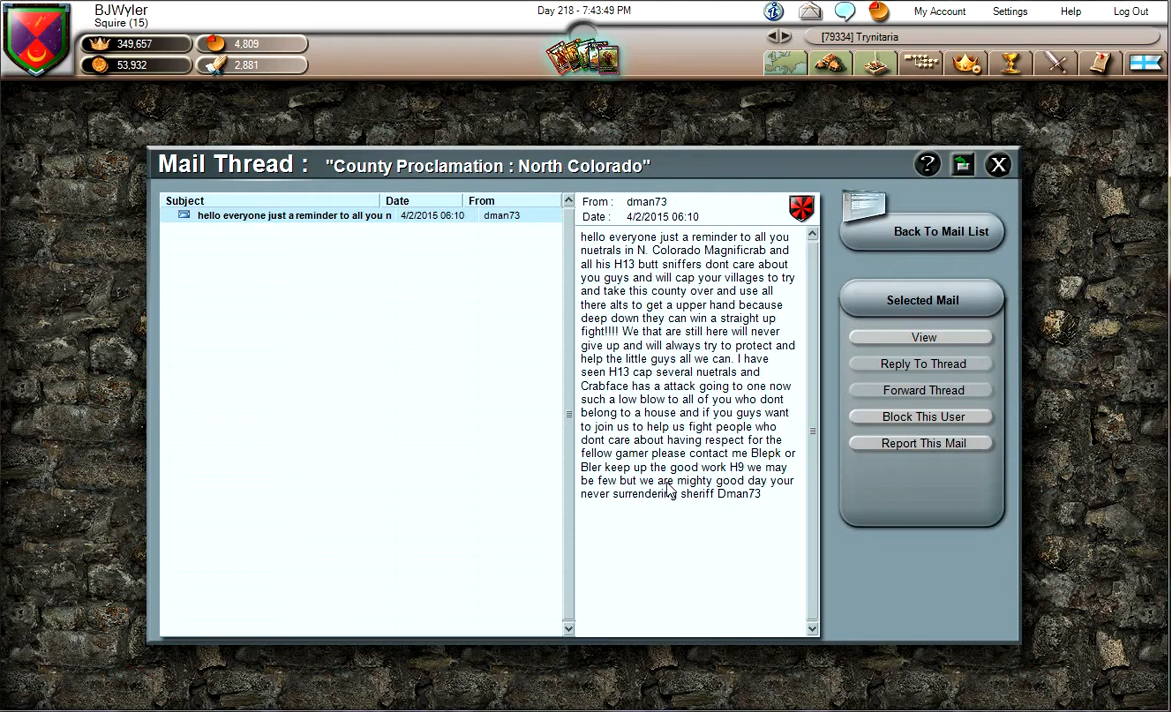 BJWyler
Squire (15)
349,657
4,809
53,932
2,881
Day 218 - 7:43:49 PM
My Account
Settings
Help
Log Out
[79334] Trynitaria
Mail Thread : "County Proclamation : North Colorado"
Subject
Date
From
hello everyone just a reminder to all you n
4/2/2015 06:10
dman73
From : dman73
Date : 4/2/2015 06:10
hello everyone just a reminder to all you
nuetrals in N. Colorado Magnificrab and
all his H13 butt sniffers dont care about
you guys and will cap your villages to try
and take this county over and use all
there alts to get a upper hand because
deep down they can win a straight up
fight!!!! We that are still here will never
give up and will always try to protect and
help the little guys all we can. I have
seen H13 cap several nuetrals and
Crabface has a attack going to one now
such a low blow to all of you who dont
belong to a house and if you guys want
to join us to help us fight people who
dont care about having respect for the
fellow gamer please contact me Blepk or
Bler keep up the good work H9 we may
be few but we are mighty good day your
never surrendering sheriff Dman73
Back To Mail List
Selected Mail
View
Reply To Thread
Forward Thread
Block This User
Report This Mail